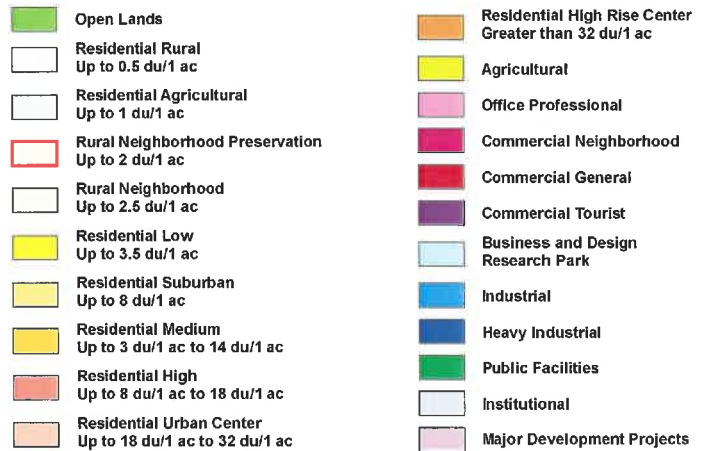 Open Lands
Residential Rural
Up to 0.5 du/1 ac
Residential Agricultural
Up to 1 du/1 ac
Rural Neighborhood Preservation
Up to 2 du/1 ac
Rural Neighborhood
Up to 2.5 du/1 ac
Residential Low
Up to 3.5 du/1 ac
Residential Suburban
Up to 8 du/1 ac
Residential Medium
Up to 3 du/1 ac to 14 du/1 ac
Residential High
Up to 8 du/1 ac to 18 du/1 ac
Residential Urban Center
Up to 18 du/1 ac to 32 du/1 ac
Residential High Rise Center
Greater than 32 du/1 ac
Agricultural
Office Professional
Commercial Neighborhood
Commercial General
Commercial Tourist
Business and Design
Research Park
Industrial
Heavy Industrial
Public Facilities
Institutional
Major Development Projects